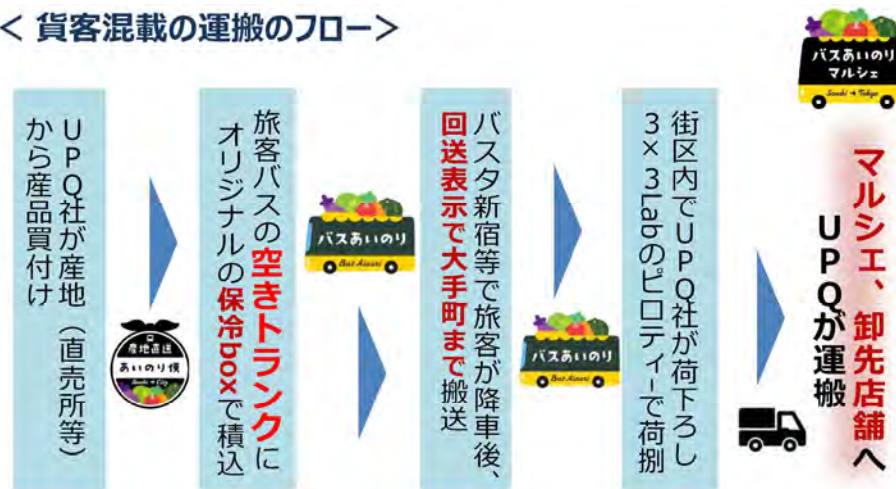 < 貨客混載の運搬のフロー>
UPQ社が産地(直売所等)
から産品買付け
産地直送
あいのり便
旅客バスの空きトランクに
オリジナルの保冷boxで積込
バスあいのり
Bus Ainori
バスタ新宿等で旅客が降車後、
回送表示で大手町まで搬送
バスあいのり
Bus Ainori
街区内でUPQ社が荷下ろし
3×3Labのピロティーで荷捌
バスあいのり
マルシェ
マルシェ、卸先店舗へ
UPQが運搬